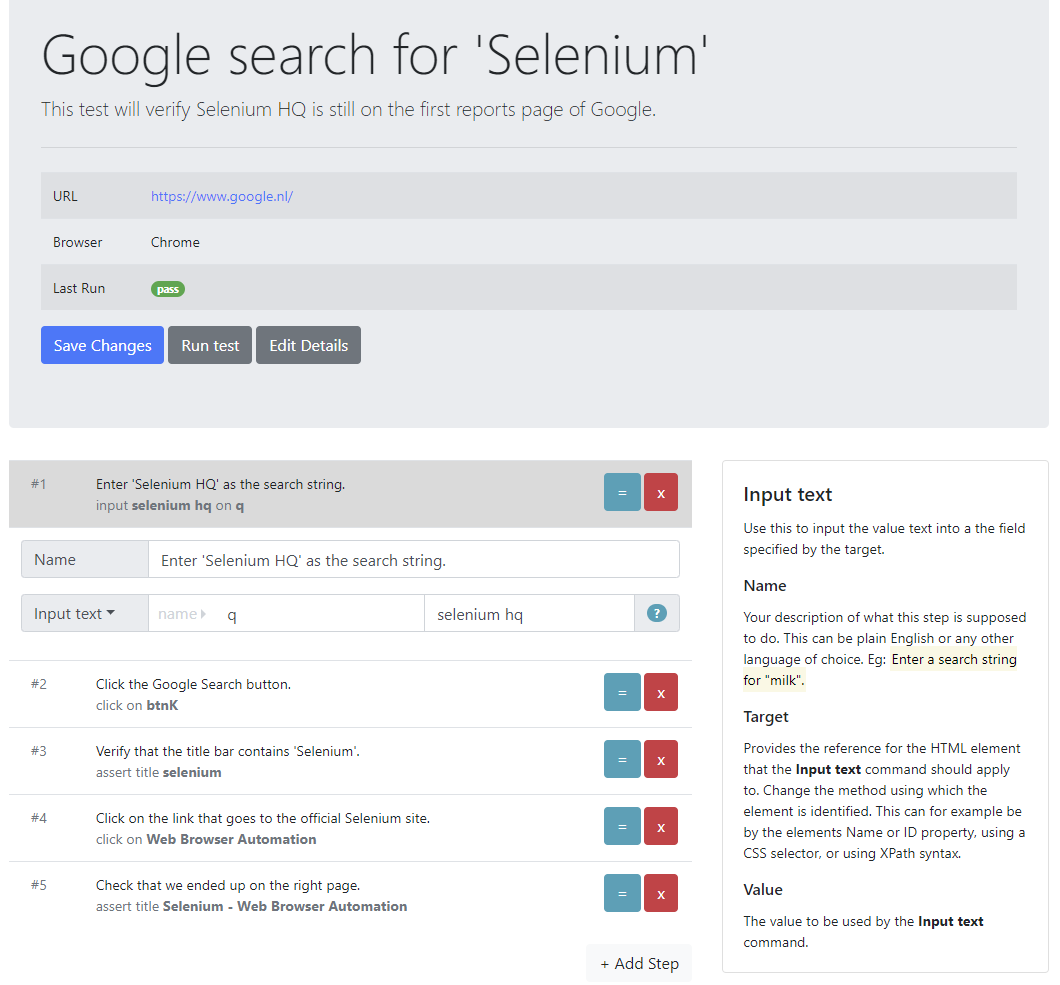 Google search for 'Selenium'
This test will verify Selenium HQ is still on the first reports page of Google.
URL https://www.google.nl/
Browser Chrome
Last Run pass
Save Changes Run test Edit Details
#1 Enter 'Selenium HQ' as the search string. = x
input selenium hq on q
Name Enter 'Selenium HQ' as the search string.
Input text name q selenium hq ?
#2 Click the Google Search button. = x
click on btnK
#3 Verify that the title bar contains 'Selenium'. = x
assert title selenium
#4 Click on the link that goes to the official Selenium site. = x
click on Web Browser Automation
#5 Check that we ended up on the right page. = x
assert title Selenium - Web Browser Automation
+ Add Step
Input text
Use this to input the value text into a the field
specified by the target.
Name
Your description of what this step is supposed
to do. This can be plain English or any other
language of choice. Eg: Enter a search string
for "milk".
Target
Provides the reference for the HTML element
that the Input text command should apply
to. Change the method using which the
element is identified. This can for example be
by the elements Name or ID property, using a
CSS selector, or using XPath syntax.
Value
The value to be used by the Input text
command.